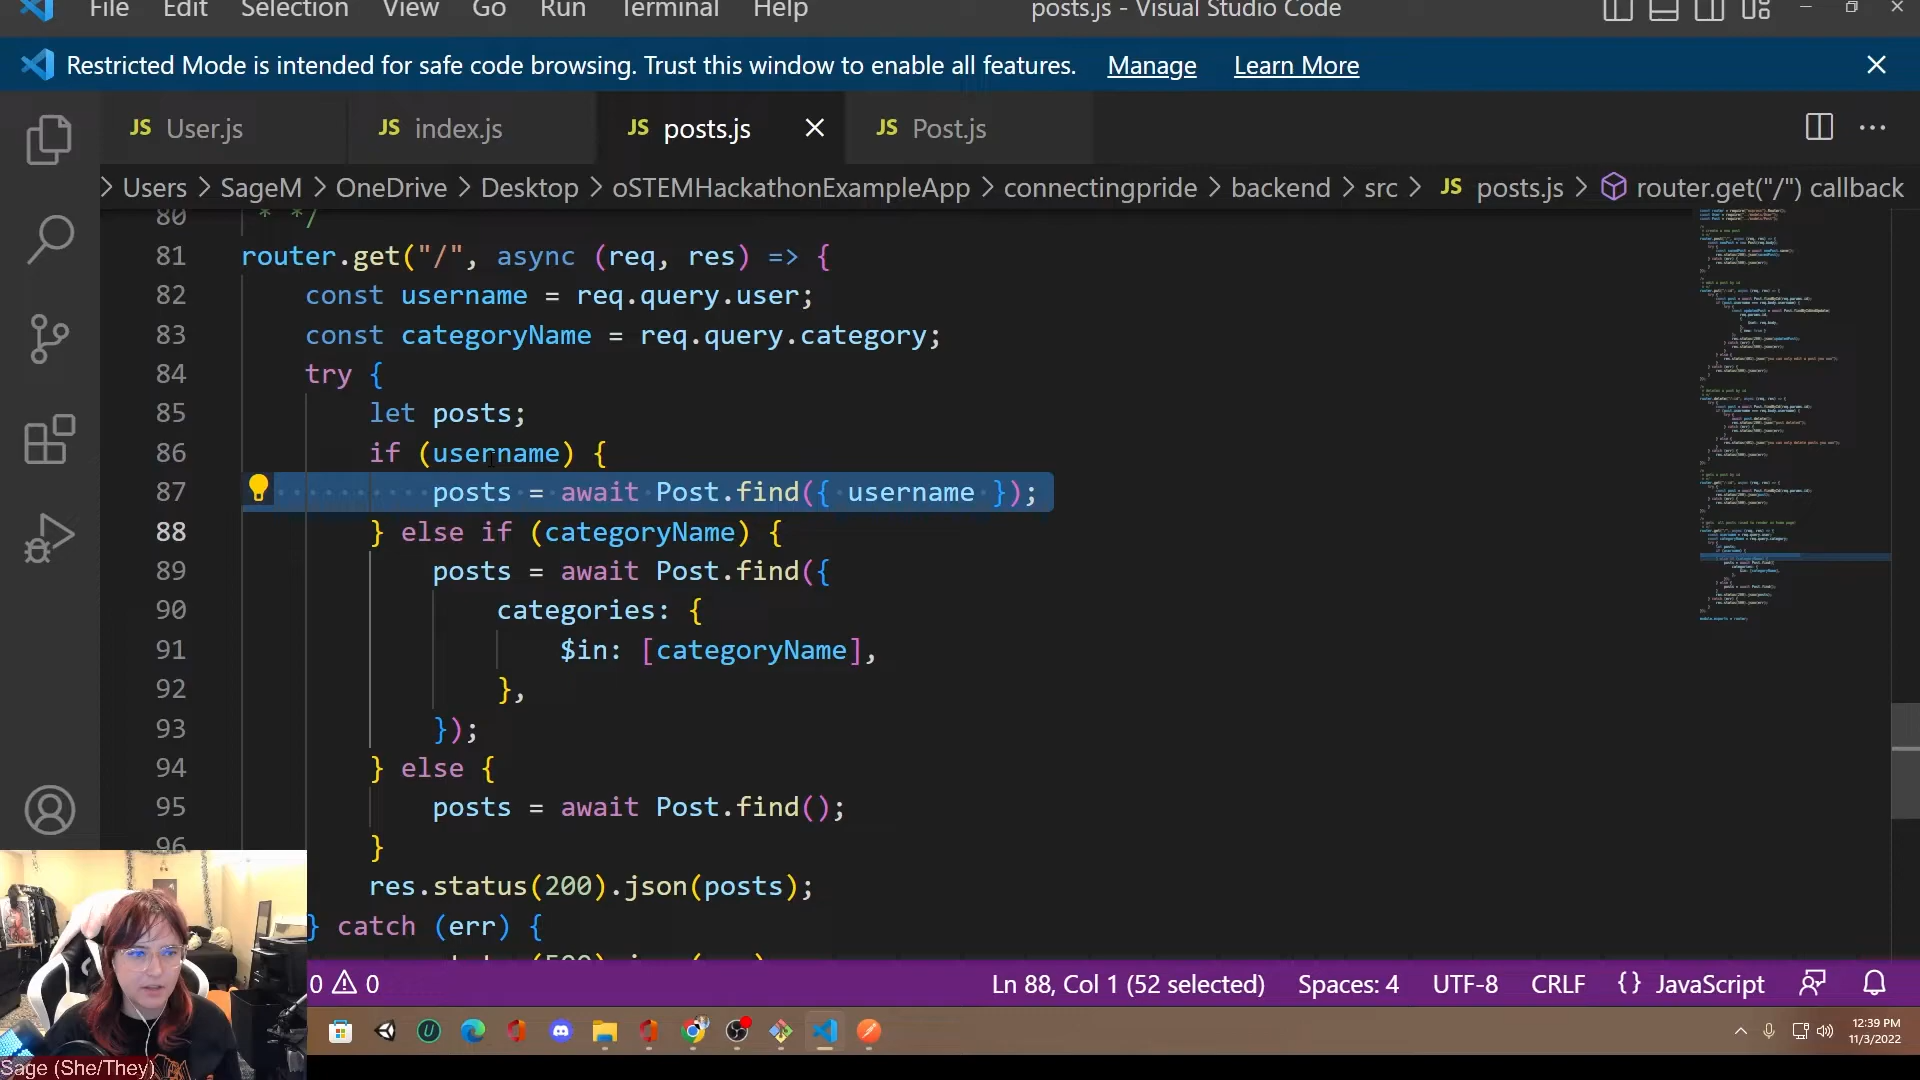 File Edit Selection View Go Run Terminal Help posts.js - Visual Studio Code
Restricted Mode is intended for safe code browsing. Trust this window to enable all features. Manage Learn More
JS User.js JS index.js JS posts.js JS Post.js
> Users > SageM > OneDrive > Desktop > oSTEMHackathonExampleApp > connectingpride > backend > src > JS posts.js > router.get("/") callback
80 * */
81 router.get("/", async (req, res) => {
82 const username = req.query.user;
83 const categoryName = req.query.category;
84 try {
85 let posts;
86 if (username) {
87 posts = await Post.find({ username });
88 } else if (categoryName) {
89 posts = await Post.find({
90 categories: {
91 $in: [categoryName],
92 },
93 });
94 } else {
95 posts = await Post.find();
96 }
res.status(200).json(posts);
} catch (err) {
0 0 Ln 88, Col 1 (52 selected) Spaces: 4 UTF-8 CRLF {} JavaScript
12:39 PM
11/3/2022
Sage (She/They)